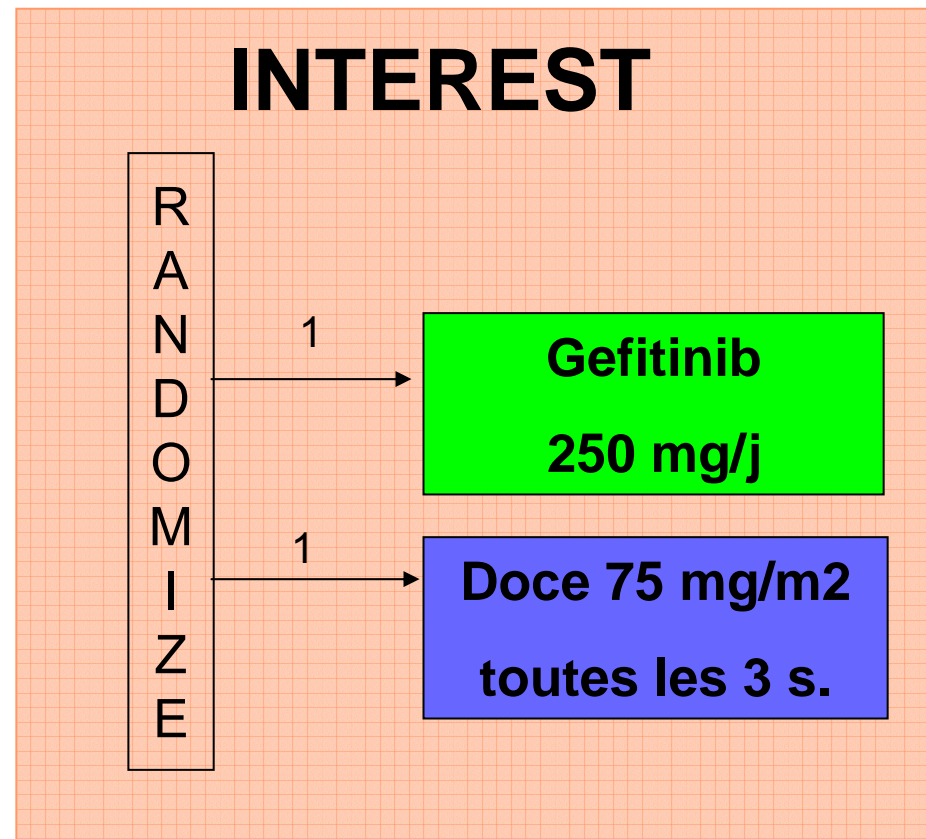 INTEREST
R
A
N
D
O
M
I
Z
E
1
Gefitinib
250 mg/j
1
Doce 75 mg/m2
toutes les 3 s.